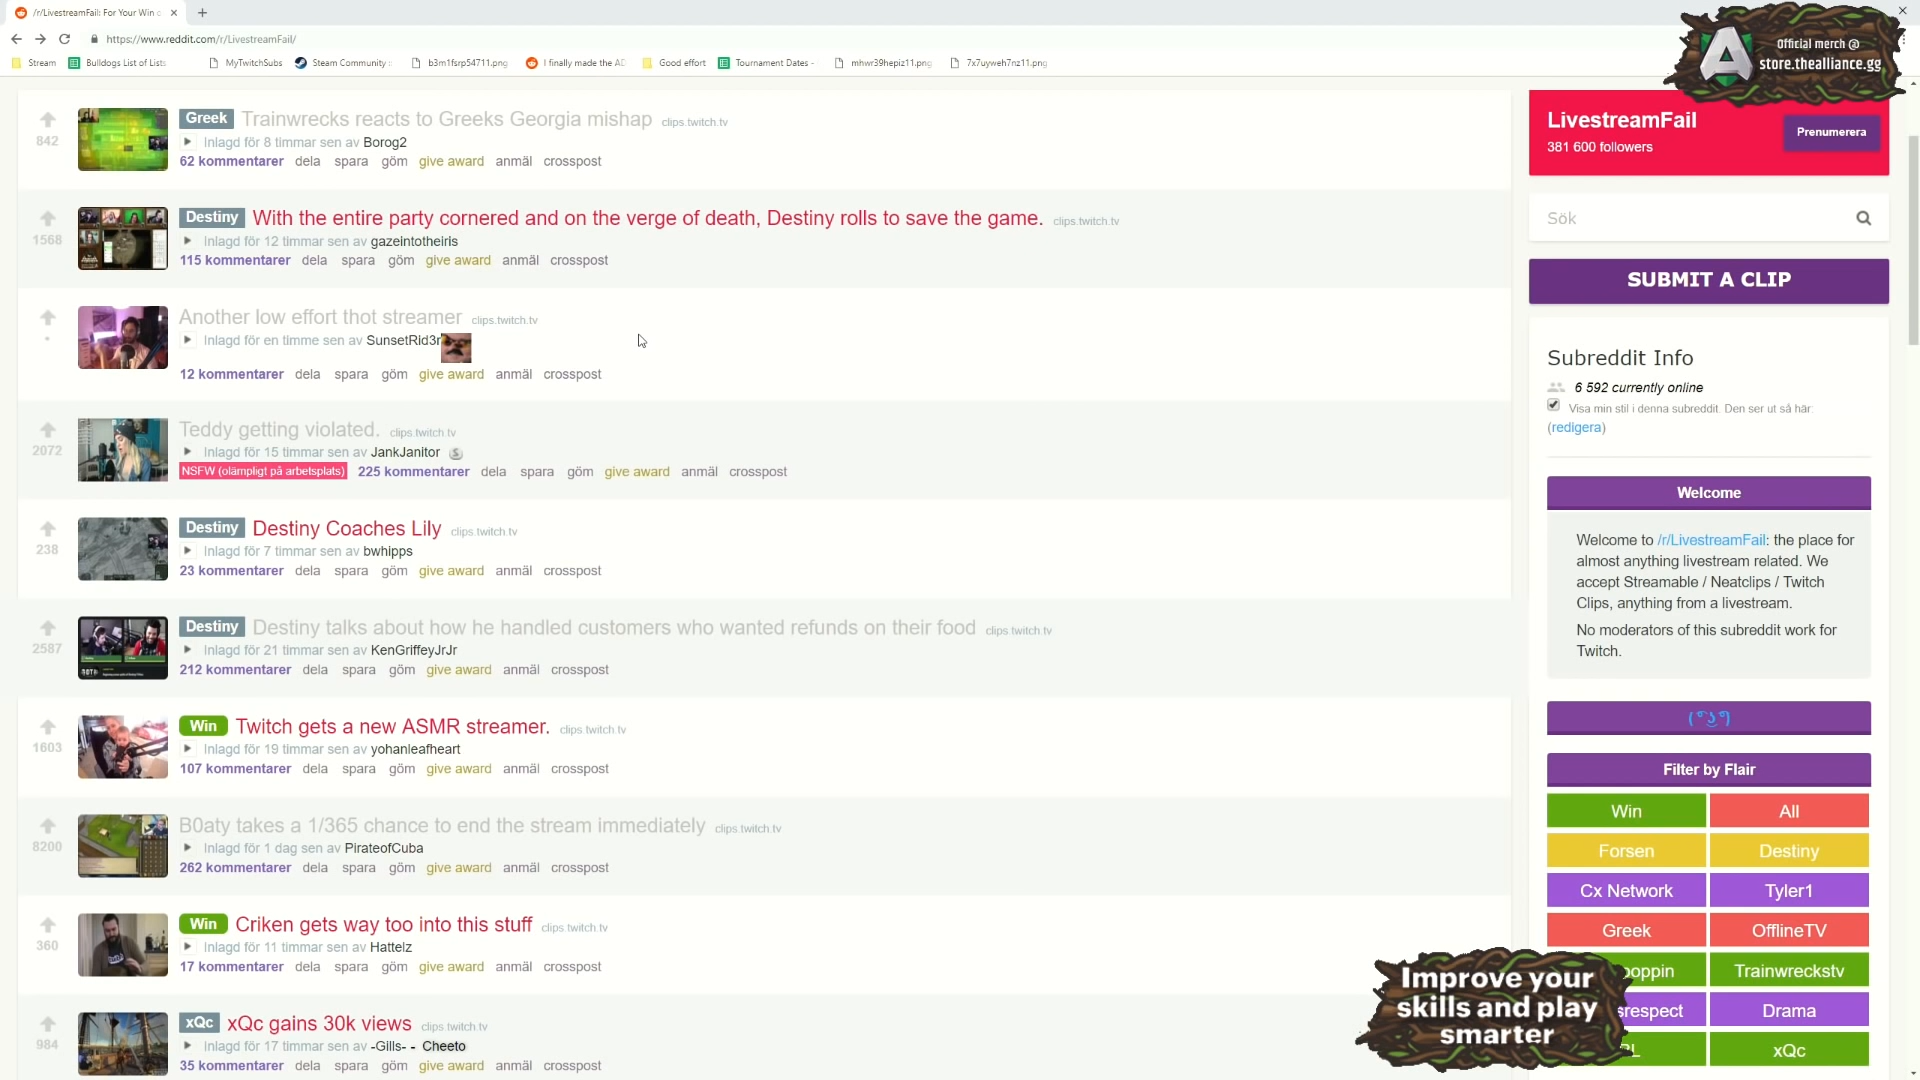 /r/LivestreamFail: For Your Win
https://www.reddit.com/r/LivestreamFail/
Stream
Bulldogs List of Lists
MyTwitchSubs
Steam Community
b3m1fsrp54711.png
I finally made the AD
Good effort
Tournament Dates -
mhwr39hepiz11.png
7x7uyweh7nz11.png
Official merch @
store.thealliance.gg
842
Greek Trainwrecks reacts to Greeks Georgia mishap clips.twitch.tv
Inlagd för 8 timmar sen av Borog2
62 kommentarer dela spara göm give award anmäl crosspost
1568
Destiny With the entire party cornered and on the verge of death, Destiny rolls to save the game. clips.twitch.tv
Inlagd för 12 timmar sen av gazeintotheiris
115 kommentarer dela spara göm give award anmäl crosspost
•
Another low effort thot streamer clips.twitch.tv
Inlagd för en timme sen av SunsetRid3r
12 kommentarer dela spara göm give award anmäl crosspost
2072
Teddy getting violated. clips.twitch.tv
Inlagd för 15 timmar sen av JankJanitor
NSFW (olämpligt på arbetsplats) 225 kommentarer dela spara göm give award anmäl crosspost
238
Destiny Destiny Coaches Lily clips.twitch.tv
Inlagd för 7 timmar sen av bwhipps
23 kommentarer dela spara göm give award anmäl crosspost
2587
Destiny Destiny talks about how he handled customers who wanted refunds on their food clips.twitch.tv
Inlagd för 21 timmar sen av KenGriffeyJrJr
212 kommentarer dela spara göm give award anmäl crosspost
1603
Win Twitch gets a new ASMR streamer. clips.twitch.tv
Inlagd för 19 timmar sen av yohanleafheart
107 kommentarer dela spara göm give award anmäl crosspost
8200
B0aty takes a 1/365 chance to end the stream immediately clips.twitch.tv
Inlagd för 1 dag sen av PirateofCuba
262 kommentarer dela spara göm give award anmäl crosspost
360
Win Criken gets way too into this stuff clips.twitch.tv
Inlagd för 11 timmar sen av Hattelz
17 kommentarer dela spara göm give award anmäl crosspost
984
xQc xQc gains 30k views clips.twitch.tv
Inlagd för 17 timmar sen av -Gills- - Cheeto
35 kommentarer dela spara göm give award anmäl crosspost
LivestreamFail
381 600 followers
Prenumerera
Sök
SUBMIT A CLIP
Subreddit Info
6 592 currently online
Visa min stil i denna subreddit. Den ser ut så här:
(redigera)
Welcome
Welcome to /r/LivestreamFail: the place for
almost anything livestream related. We
accept Streamable / Neatclips / Twitch
Clips, anything from a livestream.
No moderators of this subreddit work for
Twitch.
( ͡° ͜ʖ ͡°)
Filter by Flair
Win All
Forsen Destiny
Cx Network Tyler1
Greek OfflineTV
poppin Trainwreckstv
srespect Drama
xQc
Improve your
skills and play
smarter